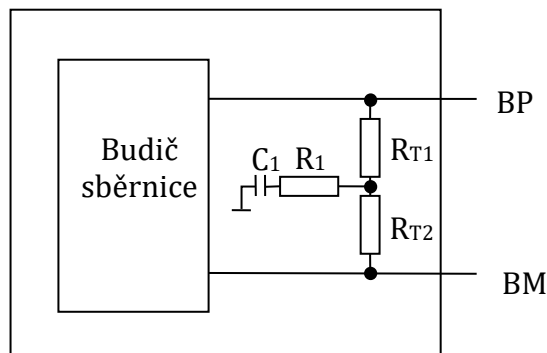 BP
Budič
sběrnice
C1 R1
RT1
RT2
BM